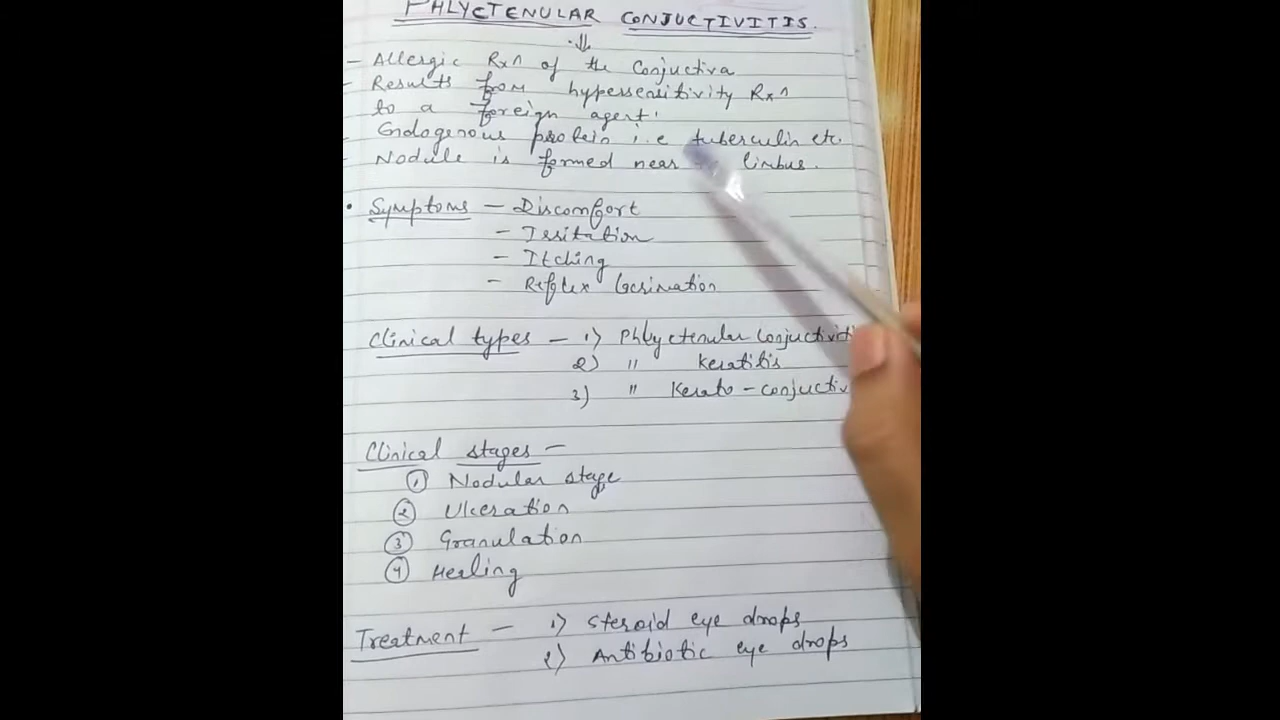 PHLYCTENULAR CONJUCTIVITIS.
⇓
- Allergic Rxn of the Conjuctiva
- Results from hypersensitivity Rxn
to a foreign agent.
- Endogenous protein i.e tuberculin etc.
- Nodule is formed near limbus.
• Symptoms - Discomfort
- Irritation
- Itching
- Reflex lacrimation
Clinical types - 1) Phlyctenular Conjuctiviti
2) " Keratitis
3) " Kerato-conjuctiv
Clinical stages -
① Nodular stage
② Ulceration
③ Granulation
④ Healing
Treatment - 1) Steroid eye drops
2) Antibiotic eye drops